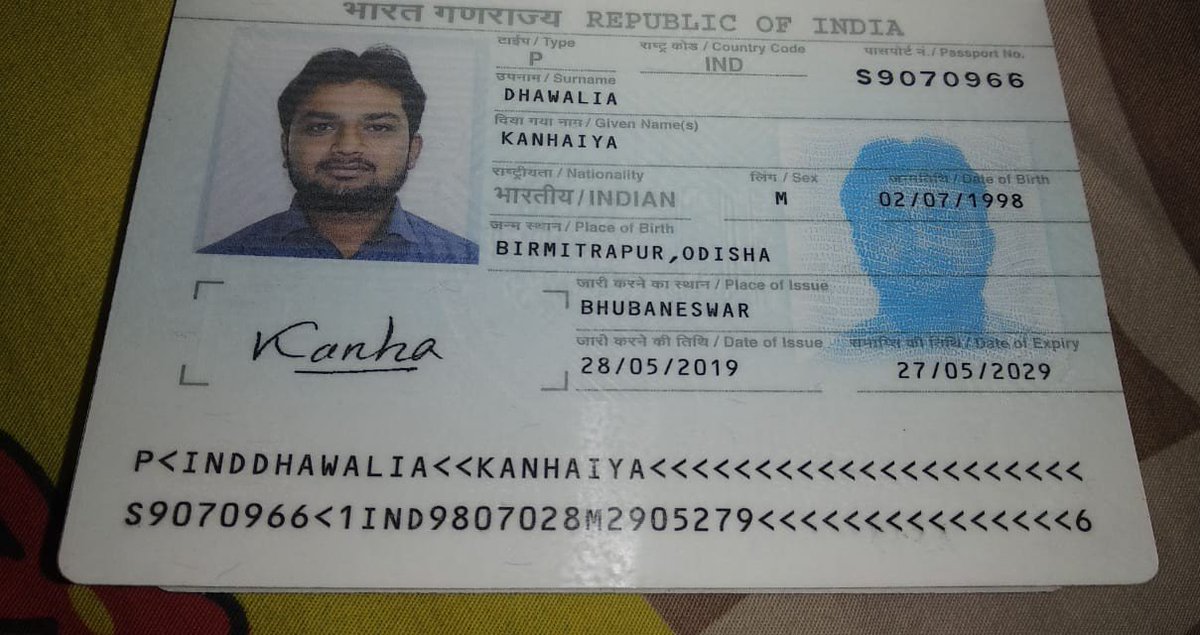 भारत गणराज्य REPUBLIC OF INDIA
टाईप / Type
P
राष्ट्र कोड / Country Code
IND
पासपोर्ट नं. / Passport No.
S9070966
उपनाम / Surname
DHAWALIA
दिया गया नाम / Given Name(s)
KANHAIYA
राष्ट्रीयता / Nationality
भारतीय / INDIAN
लिंग / Sex
M
जन्मतिथि / Date of Birth
02/07/1998
जन्म स्थान / Place of Birth
BIRMITRAPUR,ODISHA
जारी करने का स्थान / Place of Issue
BHUBANESWAR
जारी करने की तिथि / Date of Issue
28/05/2019
समाप्ति की तिथि / Date of Expiry
27/05/2029
Kanha
P<INDDHAWALIA<<KANHAIYA<<<<<<<<<<<<<<<<<<<<<
S9070966<1IND9807028M2905279<<<<<<<<<<<<<<<6